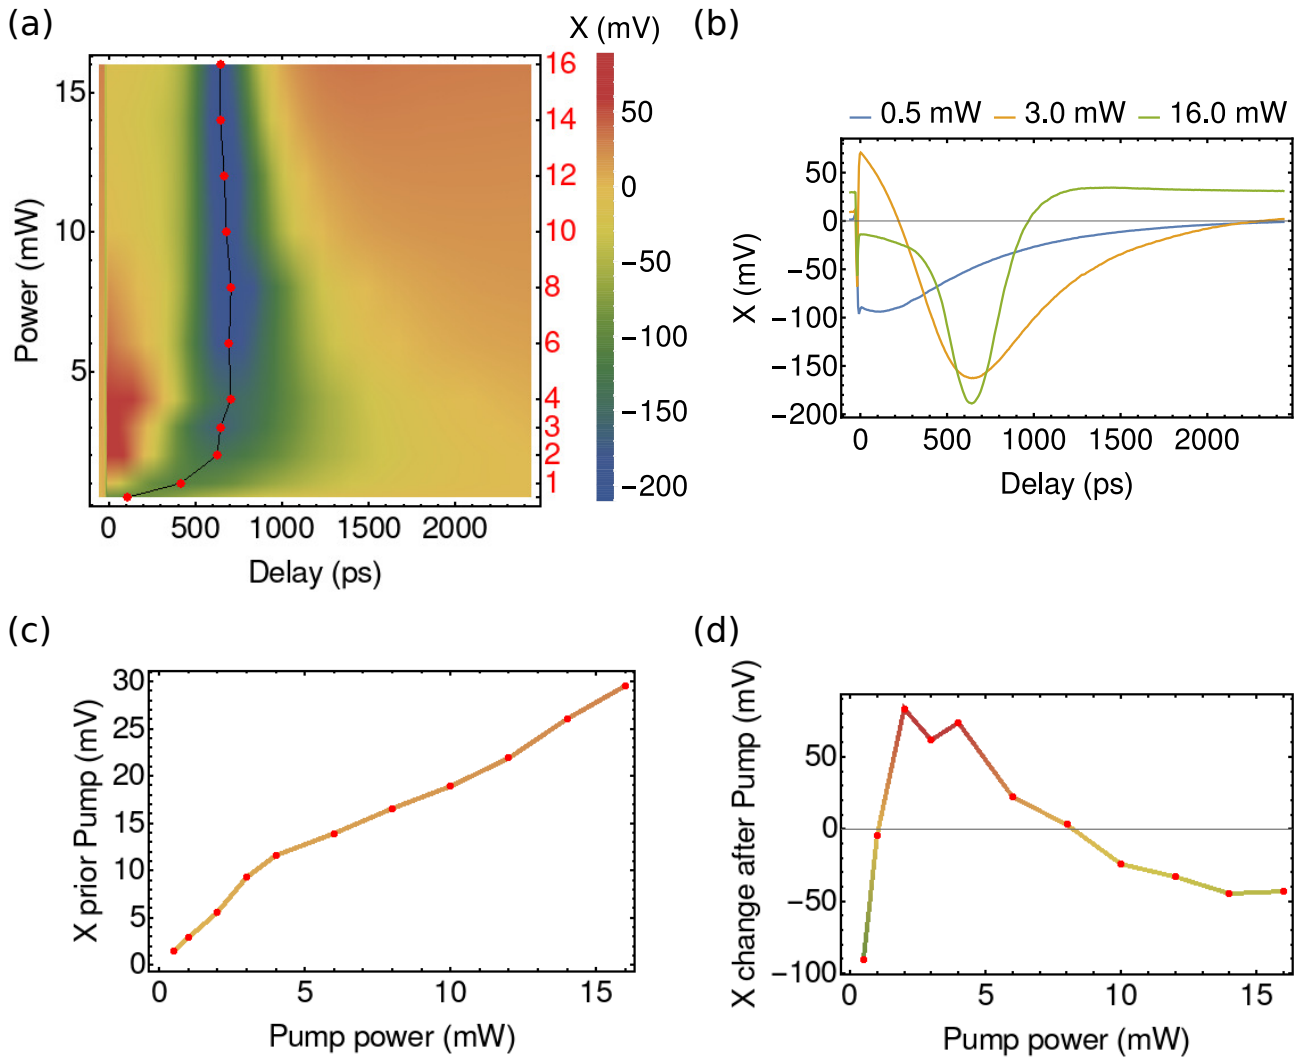 (a)
X (mV)
(b)
0.5 mW 3.0 mW 16.0 mW
15
10
5
Power (mW)
16
14
12
10
8
6
4
3
2
1
50
0
−50
−100
−150
−200
0 500 1000 1500 2000
Delay (ps)
50
0
−50
−100
−150
−200
X (mV)
0 500 1000 1500 2000
Delay (ps)
(c)
30
25
20
15
10
5
0
X prior Pump (mV)
0 5 10 15
Pump power (mW)
(d)
50
0
−50
−100
X change after Pump (mV)
0 5 10 15
Pump power (mW)